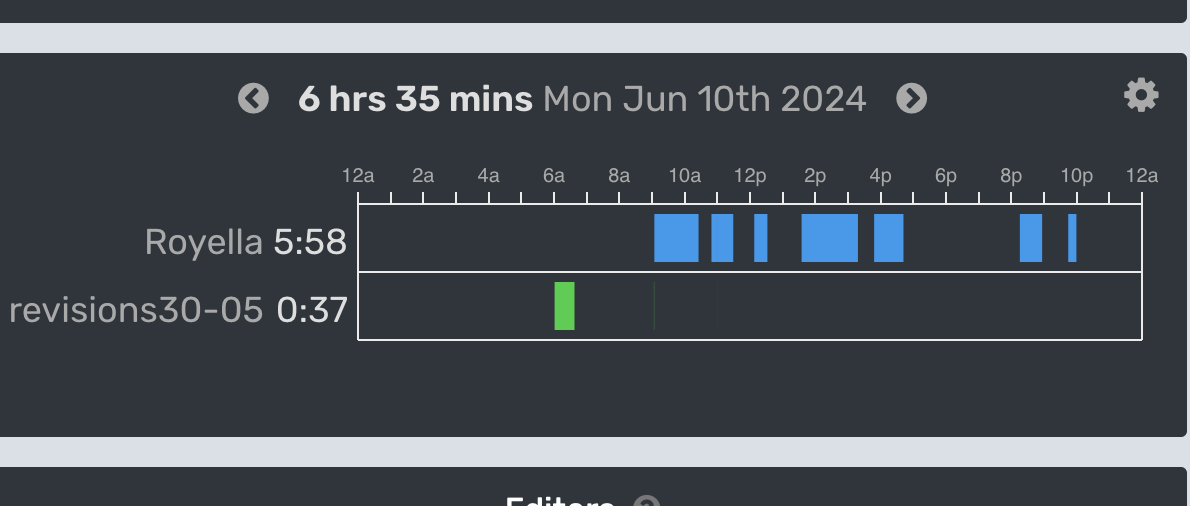 6 hrs 35 mins Mon Jun 10th 2024
12a 2a 4a 6a 8a 10a 12p 2p 4p 6p 8p 10p 12a
Royella 5:58
revisions30-05 0:37
Editors ?